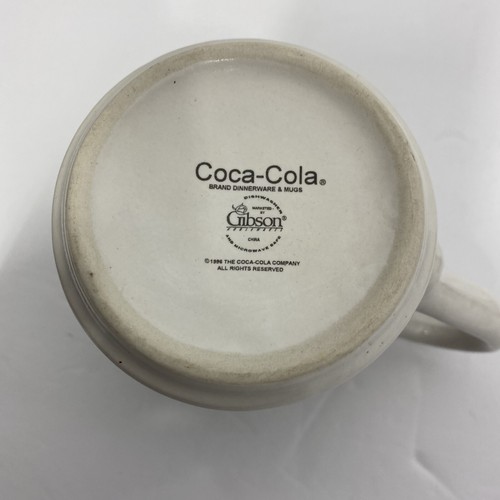 Coca-Cola®
BRAND DINNERWARE & MUGS
DISHWASHER
MARKETED
BY
Gibson®
CHINA
AND MICROWAVE SAFE
©1996 THE COCA-COLA COMPANY
ALL RIGHTS RESERVED